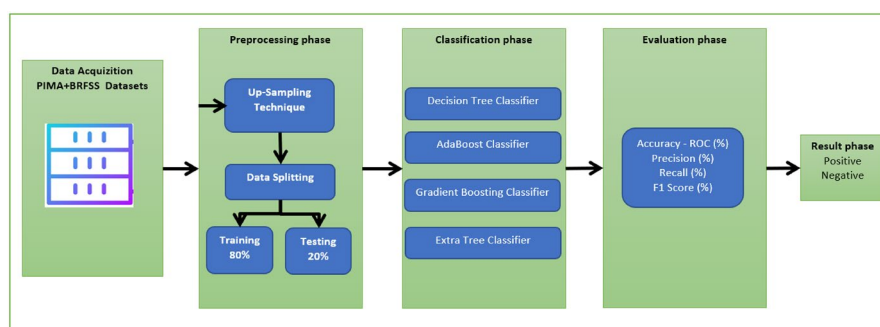 Data Acquizition
PIMA+BRFSS Datasets
Preprocessing phase
Up-Sampling
Technique
Data Splitting
Training
80%
Testing
20%
Classification phase
Decision Tree Classifier
AdaBoost Classifier
Gradient Boosting Classifier
Extra Tree Classifier
Evaluation phase
Accuracy - ROC (%)
Precision (%)
Recall (%)
F1 Score (%)
Result phase
Positive
Negative